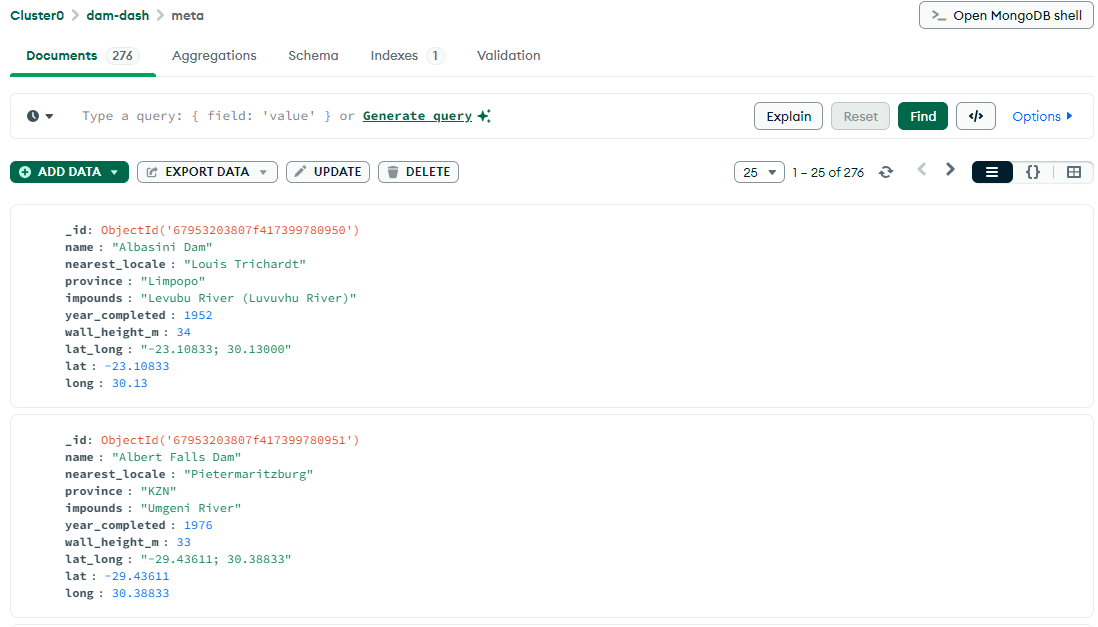 Cluster0 > dam-dash > meta
>_ Open MongoDB shell
Documents 276 Aggregations Schema Indexes 1 Validation
Type a query: { field: 'value' } or Generate query
Explain Reset Find </> Options
ADD DATA EXPORT DATA UPDATE DELETE
25 1 – 25 of 276 {}
_id: ObjectId('67953203807f417399780950')
name : "Albasini Dam"
nearest_locale : "Louis Trichardt"
province : "Limpopo"
impounds : "Levubu River (Luvuvhu River)"
year_completed : 1952
wall_height_m : 34
lat_long : "-23.10833; 30.13000"
lat : -23.10833
long : 30.13
_id: ObjectId('67953203807f417399780951')
name : "Albert Falls Dam"
nearest_locale : "Pietermaritzburg"
province : "KZN"
impounds : "Umgeni River"
year_completed : 1976
wall_height_m : 33
lat_long : "-29.43611; 30.38833"
lat : -29.43611
long : 30.38833